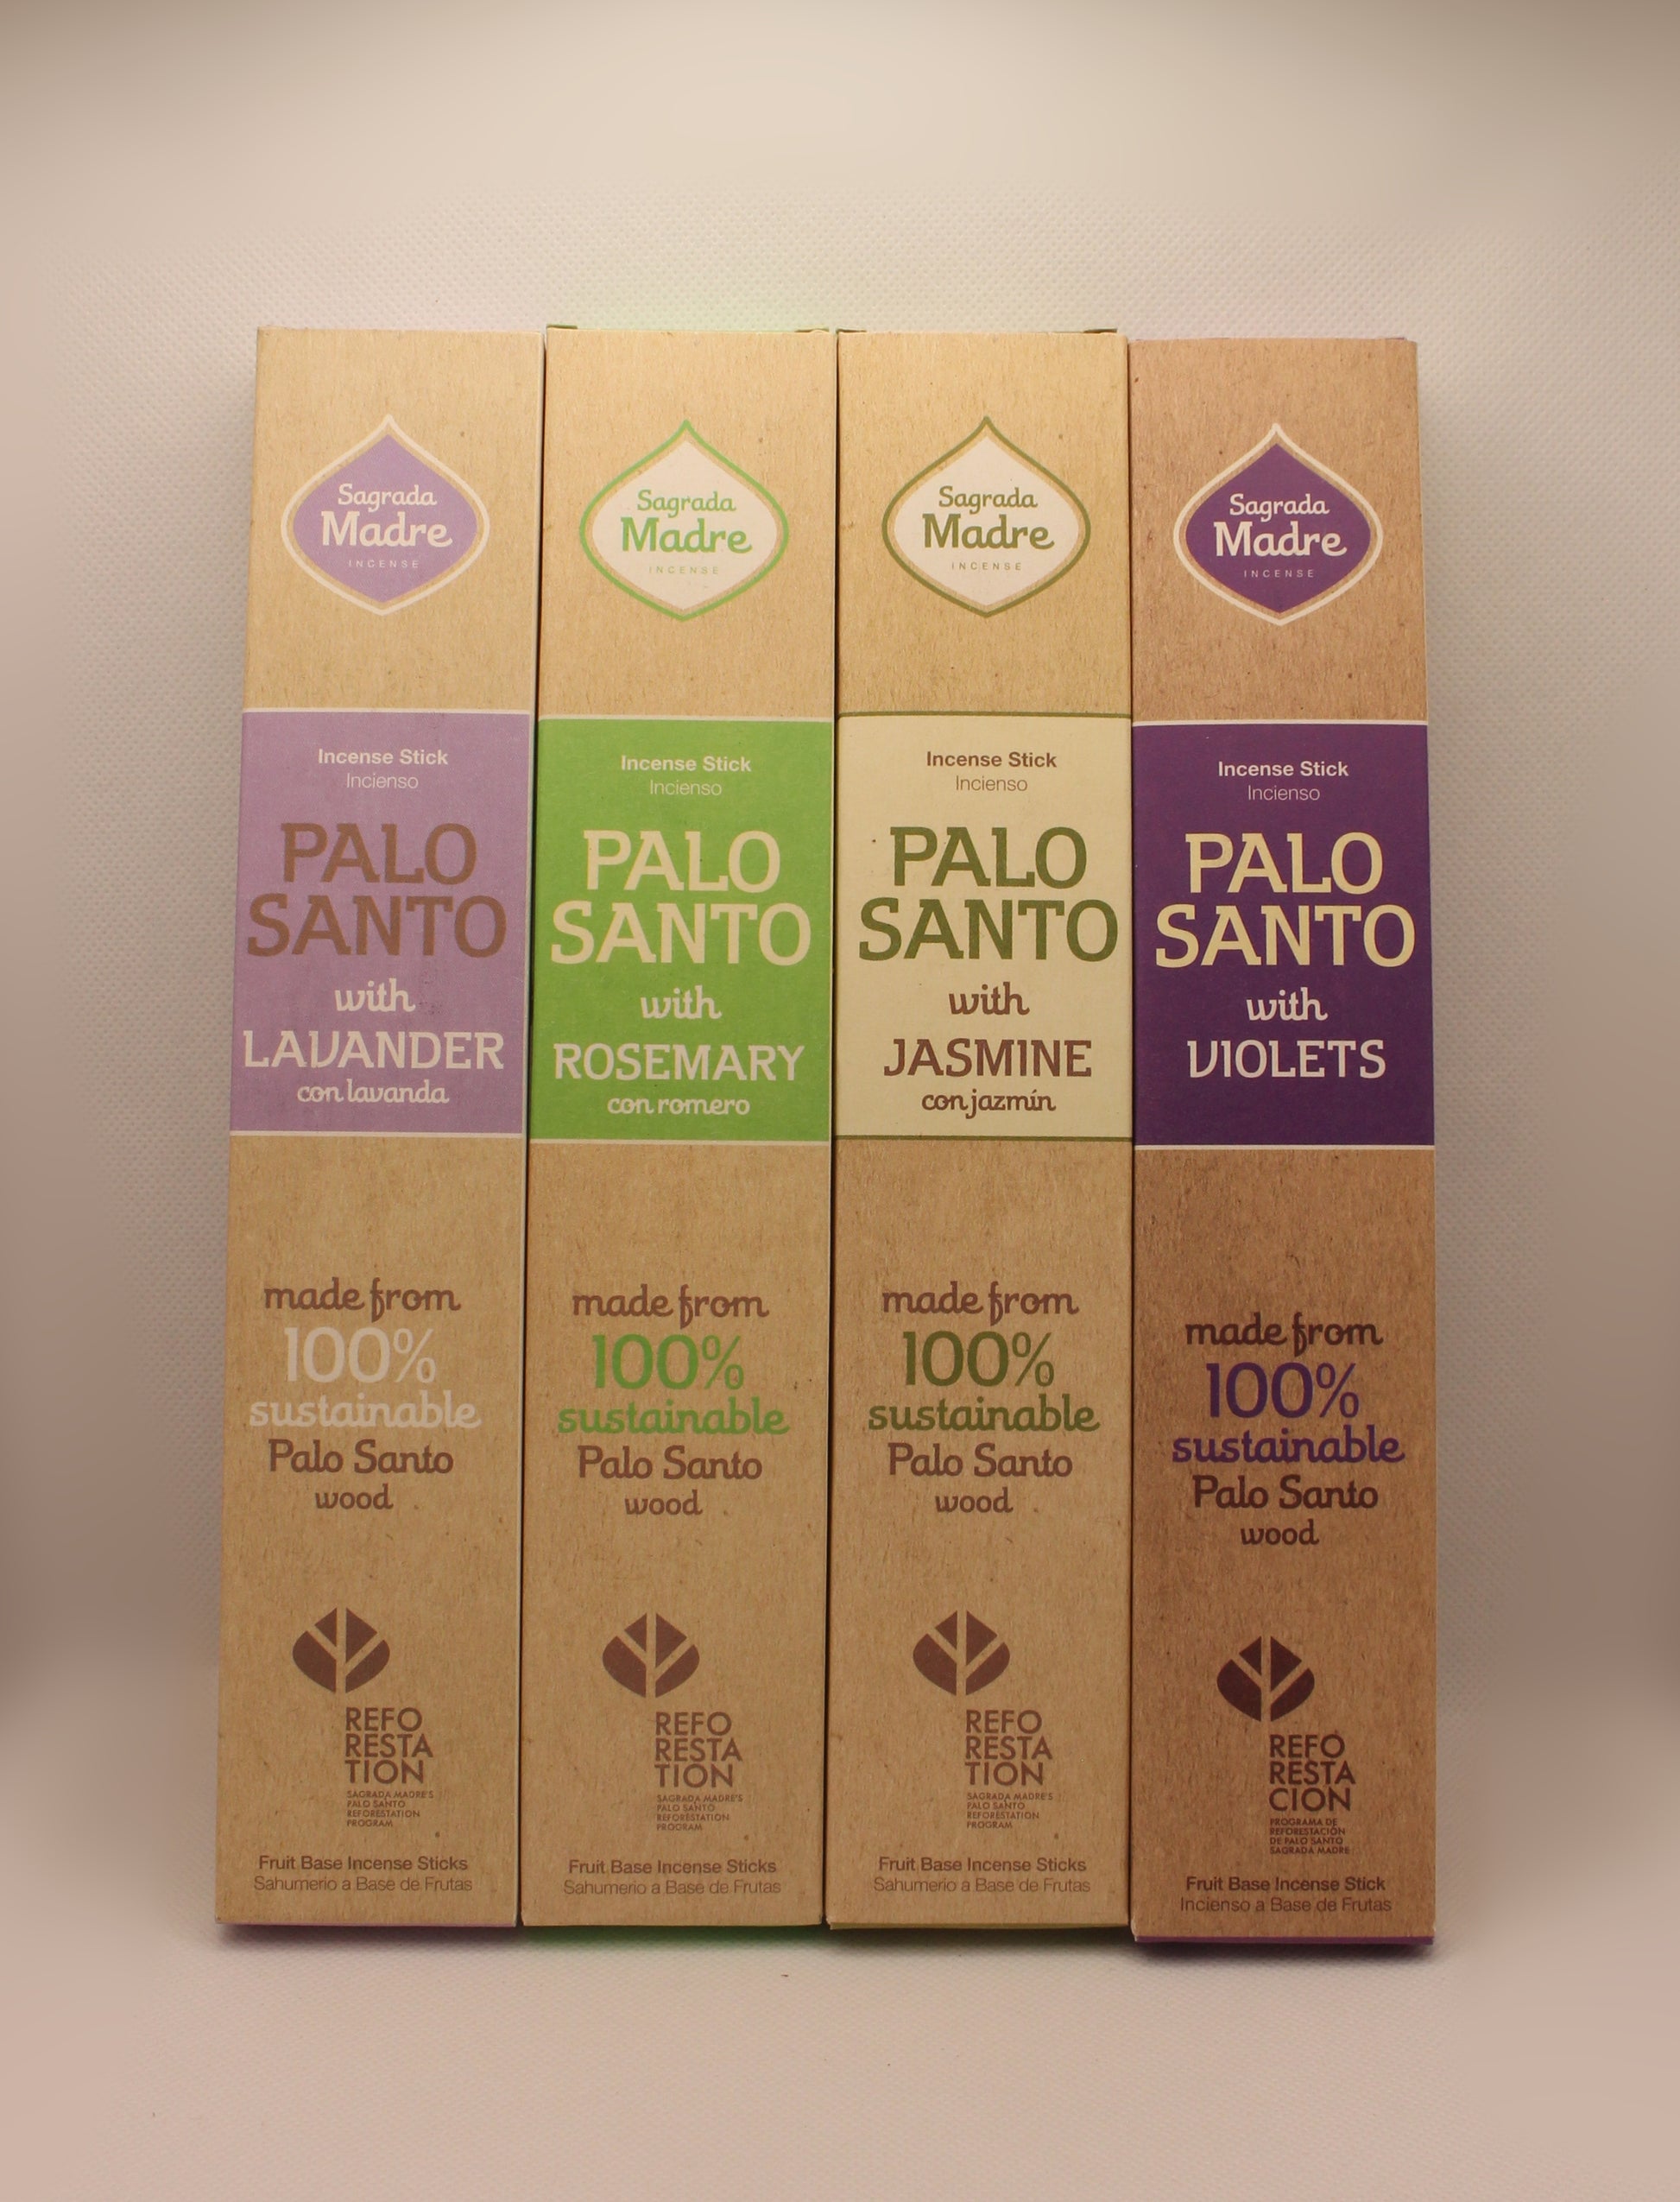 Sagrada
Madre
INCENSE
Incense Stick
Incienso
PALO
SANTO
with
LAVANDER
con lavanda
made from
100%
sustainable
Palo Santo
wood
REFO
RESTA
TION
SAGRADA MADRE'S
PALO SANTO
REFORESTATION
PROGRAM
Fruit Base Incense Sticks
Sahumerio a Base de Frutas
Sagrada
Madre
INCENSE
Incense Stick
Incienso
PALO
SANTO
with
ROSEMARY
con romero
made from
100%
sustainable
Palo Santo
wood
REFO
RESTA
TION
SAGRADA MADRE'S
PALO SANTO
REFORESTATION
PROGRAM
Fruit Base Incense Sticks
Sahumerio a Base de Frutas
Sagrada
Madre
INCENSE
Incense Stick
Incienso
PALO
SANTO
with
JASMINE
con jazmín
made from
100%
sustainable
Palo Santo
wood
REFO
RESTA
TION
SAGRADA MADRE'S
PALO SANTO
REFORESTATION
PROGRAM
Fruit Base Incense Sticks
Sahumerio a Base de Frutas
Sagrada
Madre
INCENSE
Incense Stick
Incienso
PALO
SANTO
with
VIOLETS
made from
100%
sustainable
Palo Santo
wood
REFO
RESTA
CIÓN
PROGRAMA DE
REFORESTACIÓN
DE PALO SANTO
SAGRADA MADRE
Fruit Base Incense Stick
Incienso a Base de Frutas